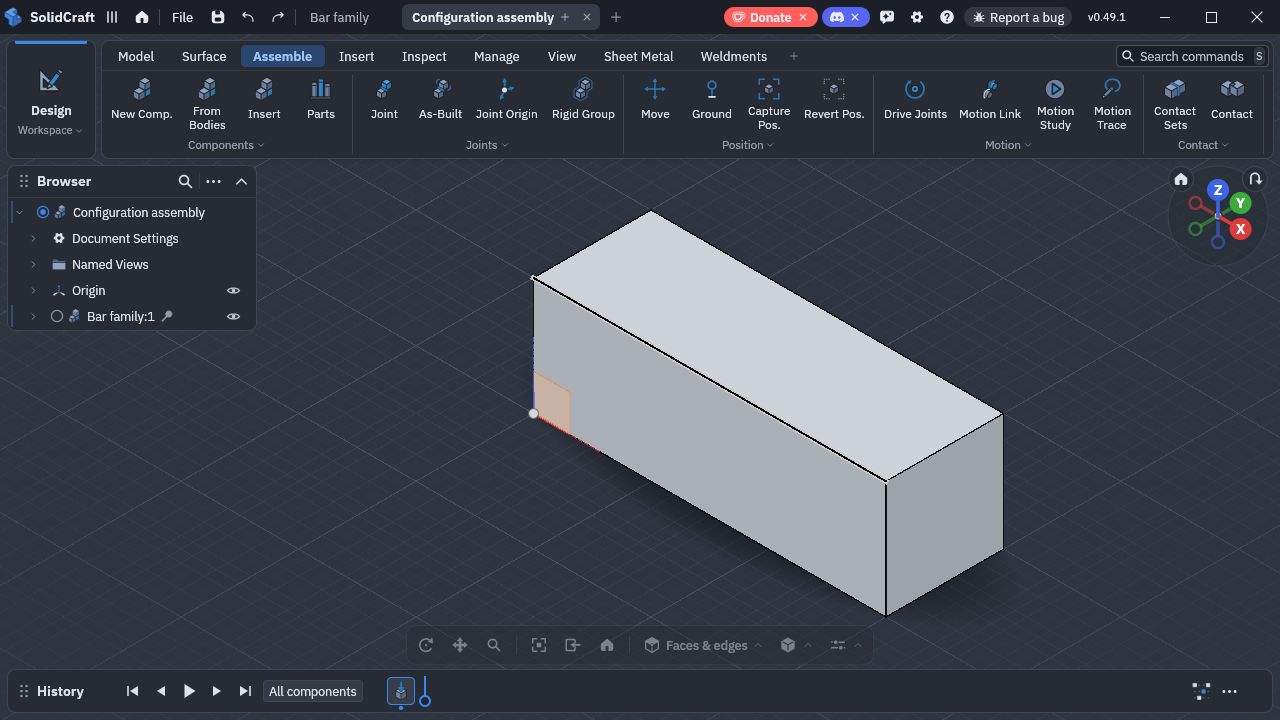 SolidCraft
File
Bar family
Configuration assembly
Donate
Report a bug
v0.49.1
Design
Workspace
Model
Surface
Assemble
Insert
Inspect
Manage
View
Sheet Metal
Weldments
Search commands
S
New Comp.
From Bodies
Insert
Parts
Components
Joint
As-Built
Joint Origin
Rigid Group
Joints
Move
Ground
Capture Pos.
Revert Pos.
Position
Drive Joints
Motion Link
Motion Study
Motion Trace
Motion
Contact Sets
Contact
Contact
Browser
Configuration assembly
Document Settings
Named Views
Origin
Bar family:1
Z
Y
X
Faces & edges
History
All components